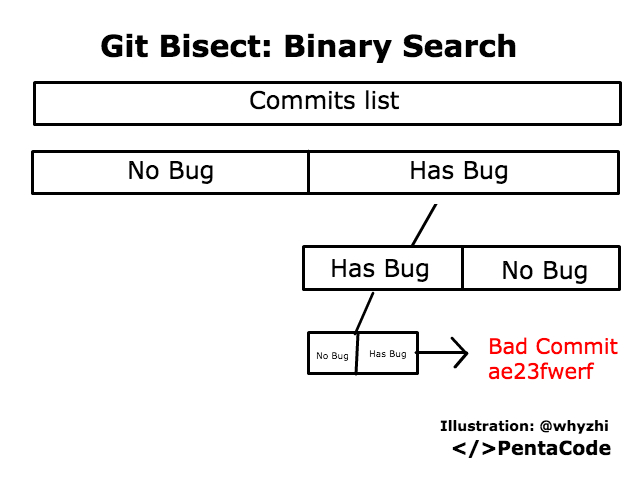 Git Bisect: Binary Search
Commits list
No Bug
Has Bug
Has Bug
No Bug
No Bug
Has Bug
Bad Commit
ae23fwerf
Illustration: @whyzhi
</>PentaCode